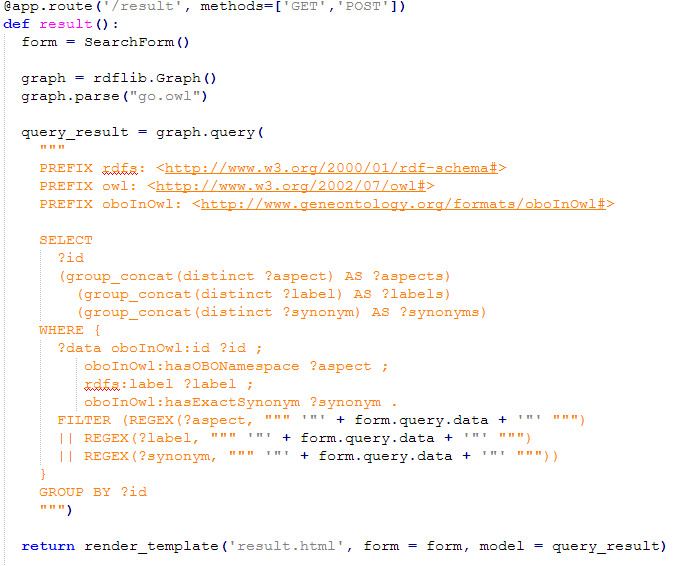 @app.route('/result', methods=['GET','POST'])
def result():
form = SearchForm()
graph = rdflib.Graph()
graph.parse("go.owl")
query_result = graph.query(
"""
PREFIX rdfs: <http://www.w3.org/2000/01/rdf-schema#>
PREFIX owl: <http://www.w3.org/2002/07/owl#>
PREFIX oboInOwl: <http://www.geneontology.org/formats/oboInOwl#>
SELECT
?id
(group_concat(distinct ?aspect) AS ?aspects)
(group_concat(distinct ?label) AS ?labels)
(group_concat(distinct ?synonym) AS ?synonyms)
WHERE {
?data oboInOwl:id ?id ;
oboInOwl:hasOBONamespace ?aspect ;
rdfs:label ?label ;
oboInOwl:hasExactSynonym ?synonym .
FILTER (REGEX(?aspect, """ '"' + form.query.data + '"' """)
|| REGEX(?label, """ '"' + form.query.data + '"' """)
|| REGEX(?synonym, """ '"' + form.query.data + '"' """))
}
GROUP BY ?id
""")
return render_template('result.html', form = form, model = query_result)